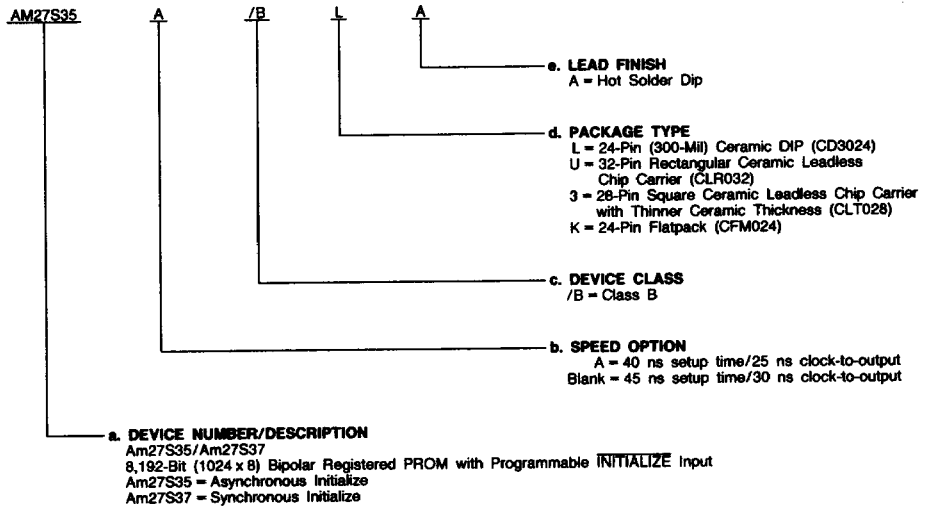 AM27S35 A /B L A
e. LEAD FINISH
A = Hot Solder Dip
d. PACKAGE TYPE
L = 24-Pin (300-Mil) Ceramic DIP (CD3024)
U = 32-Pin Rectangular Ceramic Leadless
Chip Carrier (CLR032)
3 = 28-Pin Square Ceramic Leadless Chip Carrier
with Thinner Ceramic Thickness (CLT028)
K = 24-Pin Flatpack (CFM024)
c. DEVICE CLASS
/B = Class B
b. SPEED OPTION
A = 40 ns setup time/25 ns clock-to-output
Blank = 45 ns setup time/30 ns clock-to-output
a. DEVICE NUMBER/DESCRIPTION
Am27S35/Am27S37
8,192-Bit (1024 x 8) Bipolar Registered PROM with Programmable INITIALIZE Input
Am27S35 = Asynchronous Initialize
Am27S37 = Synchronous Initialize